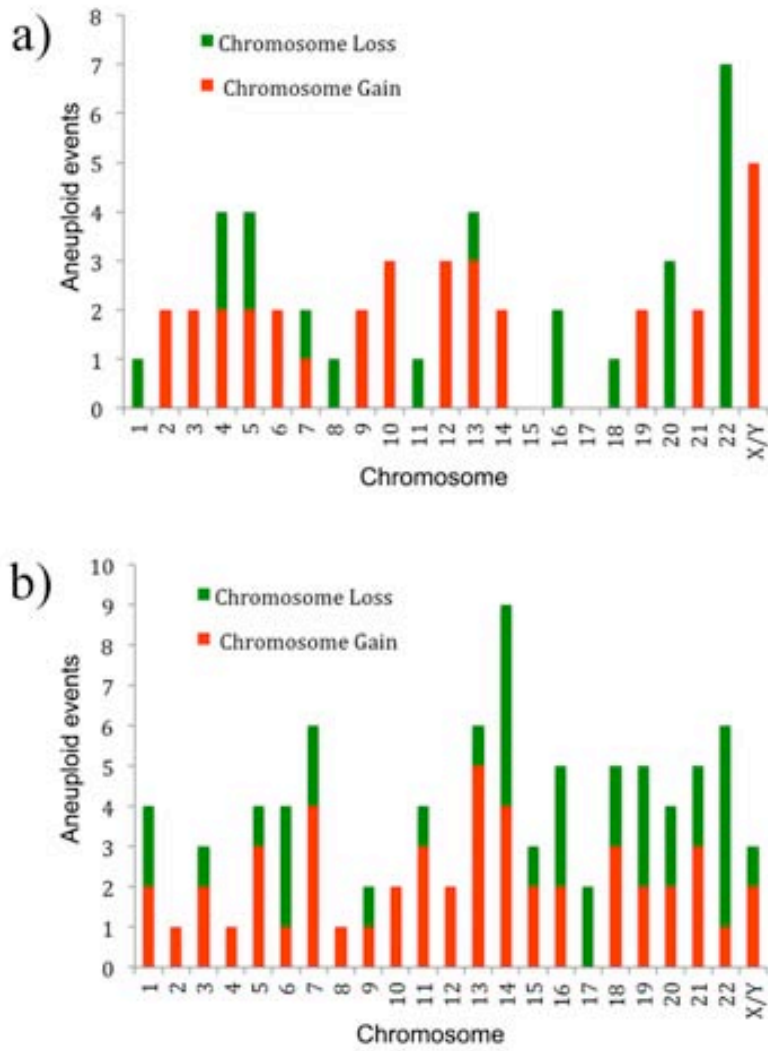 a)
Chromosome Loss
Chromosome Gain
Aneuploid events
8
7
6
5
4
3
2
1
0
1 2 3 4 5 6 7 8 9 10 11 12 13 14 15 16 17 18 19 20 21 22 X/Y
Chromosome
b)
Chromosome Loss
Chromosome Gain
Aneuploid events
10
9
8
7
6
5
4
3
2
1
0
1 2 3 4 5 6 7 8 9 10 11 12 13 14 15 16 17 18 19 20 21 22 X/Y
Chromosome